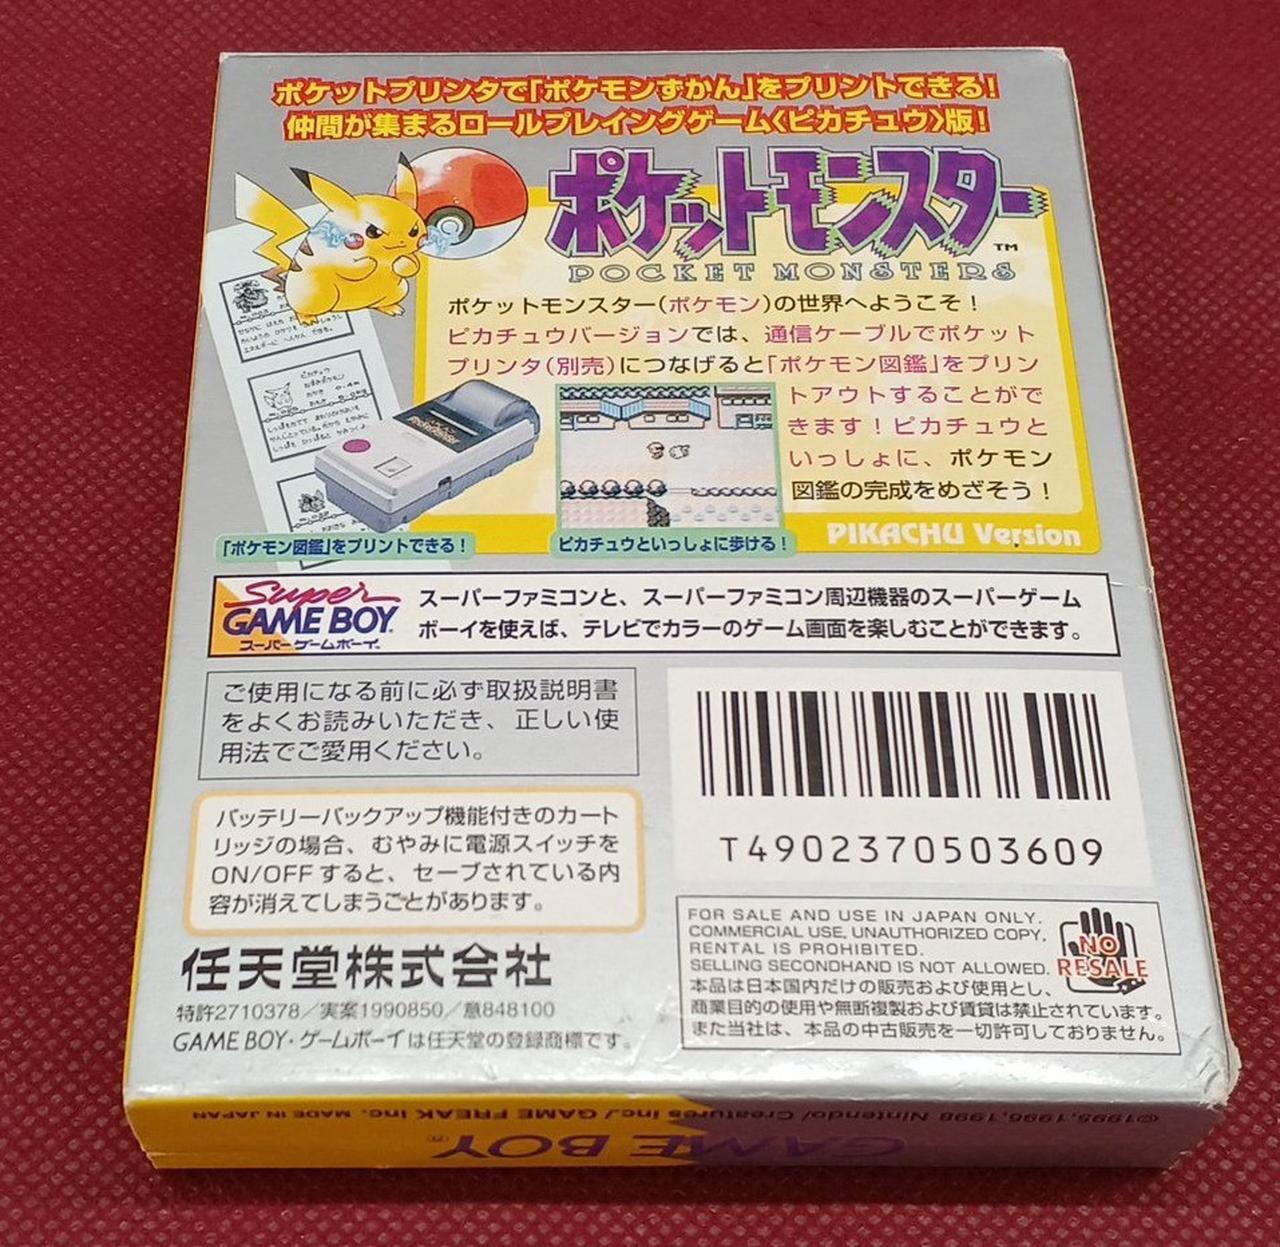 ポケットプリンタで「ポケモンずかん」をプリントできる!
仲間が集まるロールプレイングゲーム〈ピカチュウ〉版!
ポケットモンスター
TM
POCKET MONSTERS
ポケットモンスター(ポケモン)の世界へようこそ!
ピカチュウバージョンでは、通信ケーブルでポケット
プリンタ(別売)につなげると「ポケモン図鑑」をプリン
トアウトすることがで
きます!ピカチュウと
いっしょに、ポケモン
図鑑の完成をめざそう!
「ポケモン図鑑」をプリントできる!
ピカチュウといっしょに歩ける!
PIKACHU Version
Super
GAME BOY
スーパーゲームボーイ
スーパーファミコンと、スーパーファミコン周辺機器のスーパーゲーム
ボーイを使えば、テレビでカラーのゲーム画面を楽しむことができます。
ご使用になる前に必ず取扱説明書
をよくお読みいただき、正しい使
用法でご愛用ください。
バッテリーバックアップ機能付きのカート
リッジの場合、むやみに電源スイッチを
ON/OFFすると、セーブされている内
容が消えてしまうことがあります。
任天堂株式会社
特許2710378/実案1990850/意848100
GAME BOY・ゲームボーイは任天堂の登録商標です。
T4902370503609
FOR SALE AND USE IN JAPAN ONLY.
COMMERCIAL USE, UNAUTHORIZED COPY,
RENTAL IS PROHIBITED.
SELLING SECONDHAND IS NOT ALLOWED.
NO
RESALE
本品は日本国内だけの販売および使用とし、
商業目的の使用や無断複製および賃貸は禁止されています。
また当社は、本品の中古販売を一切許可しておりません。
©1995,1996,1998 Nintendo/Creatures inc./GAME FREAK inc. MADE IN JAPAN
GAME BOY®